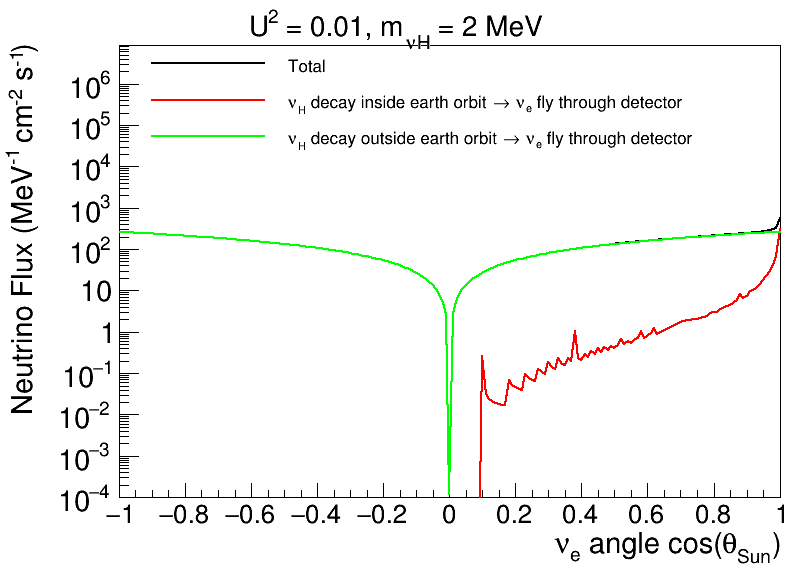 U² = 0.01, m_νH = 2 MeV
Total
ν_H decay inside earth orbit → ν_e fly through detector
ν_H decay outside earth orbit → ν_e fly through detector
Neutrino Flux (MeV⁻¹ cm⁻² s⁻¹)
10⁶
10⁵
10⁴
10³
10²
10
1
10⁻¹
10⁻²
10⁻³
10⁻⁴
−1 −0.8 −0.6 −0.4 −0.2 0 0.2 0.4 0.6 0.8 1
ν_e angle cos(θ_Sun)